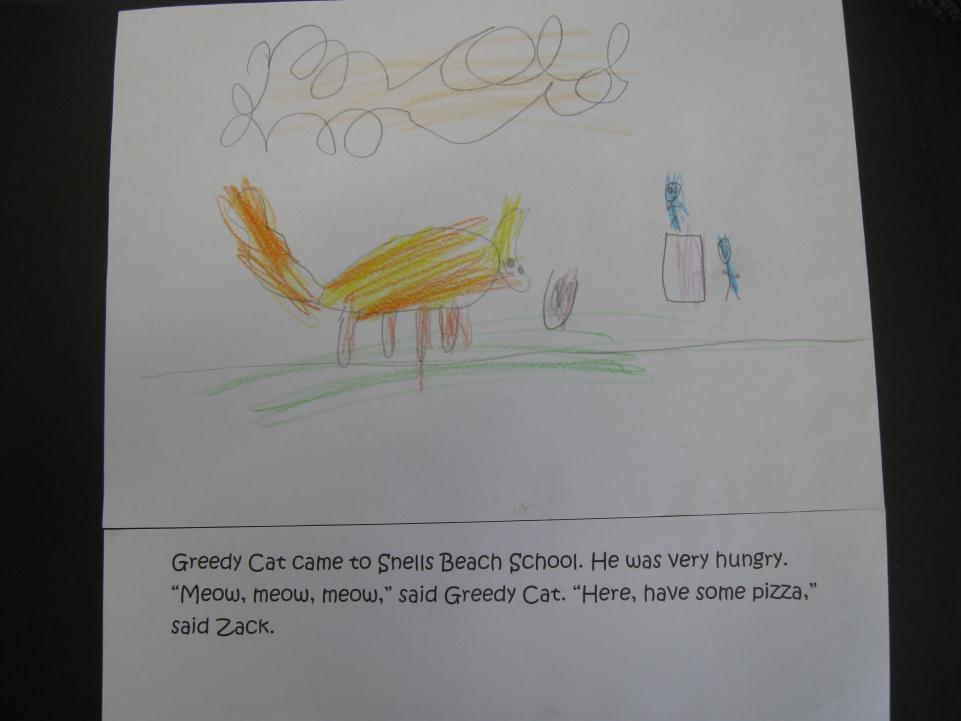 Greedy Cat came to Snells Beach School. He was very hungry.
“Meow, meow, meow,” said Greedy Cat. “Here, have some pizza,”
said Zack.